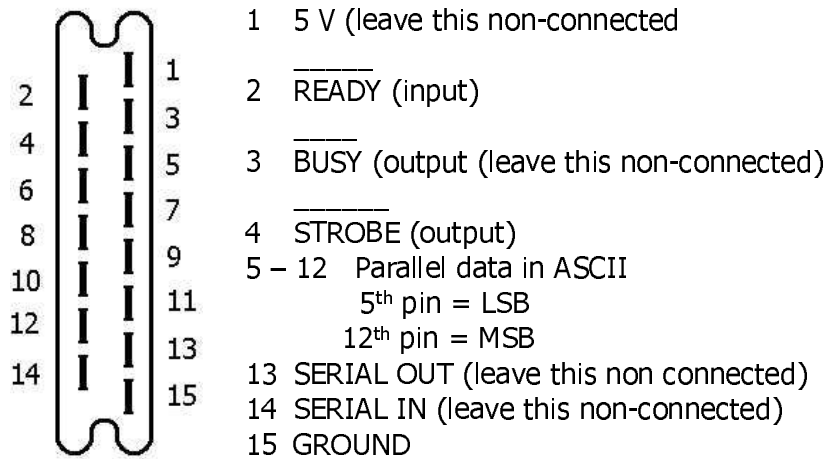 1 5 V (leave this non-connected
_____
2 READY (input)
____
3 BUSY (output (leave this non-connected)
______
4 STROBE (output)
5 – 12 Parallel data in ASCII
5th pin = LSB
12th pin = MSB
13 SERIAL OUT (leave this non connected)
14 SERIAL IN (leave this non-connected)
15 GROUND
1
2
3
4
5
6
7
8
9
10
11
12
13
14
15